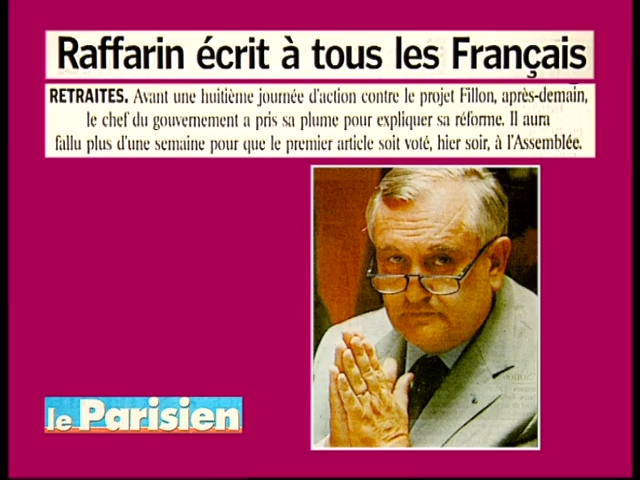 Raffarin écrit à tous les Français
RETRAITES. Avant une huitième journée d'action contre le projet Fillon, après-demain,
le chef du gouvernement a pris sa plume pour expliquer sa réforme. Il aura
fallu plus d'une semaine pour que le premier article soit voté, hier soir, à l'Assemblée.
le Parisien